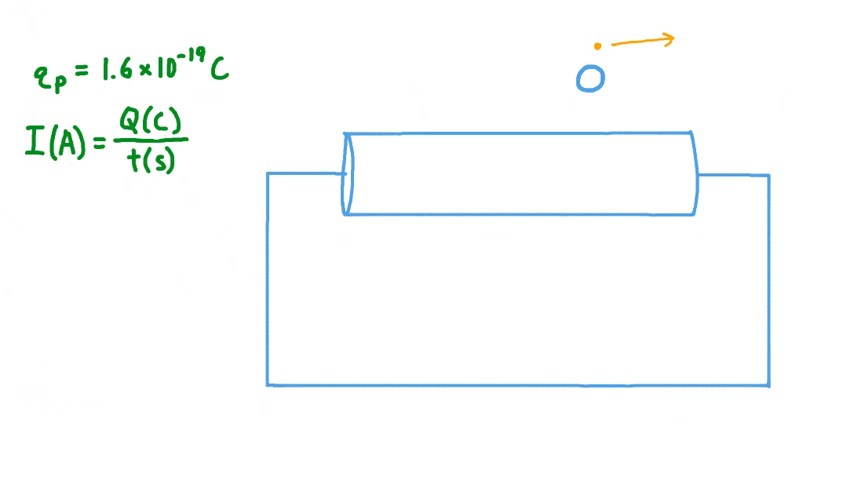 qₚ = 1.6 × 10⁻¹⁹ C
I(A) = Q(C) / t(s)